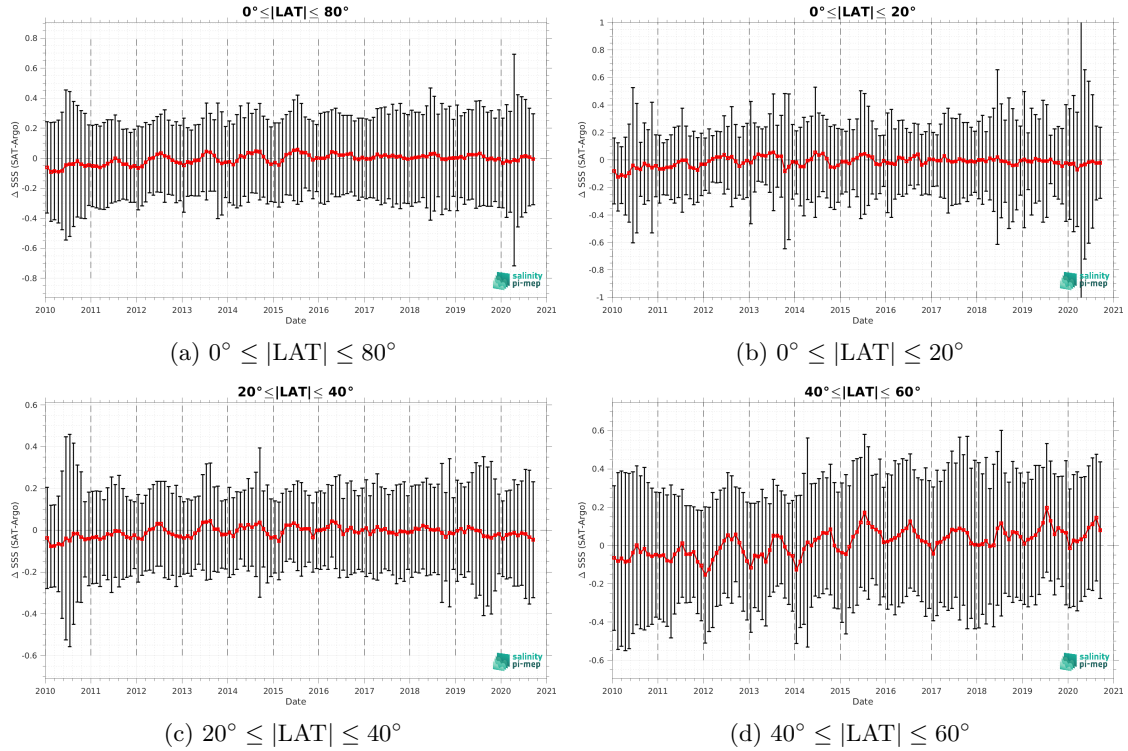 0°≤|LAT|≤ 80°
Δ SSS (SAT-Argo)
0.8
0.6
0.4
0.2
0
-0.2
-0.4
-0.6
-0.8
2010 2011 2012 2013 2014 2015 2016 2017 2018 2019 2020 2021
Date
salinity
pi-mep
(a) 0° ≤ |LAT| ≤ 80°
0°≤|LAT|≤ 20°
Δ SSS (SAT-Argo)
1
0.8
0.6
0.4
0.2
0
-0.2
-0.4
-0.6
-0.8
-1
2010 2011 2012 2013 2014 2015 2016 2017 2018 2019 2020 2021
Date
salinity
pi-mep
(b) 0° ≤ |LAT| ≤ 20°
20°≤|LAT|≤ 40°
Δ SSS (SAT-Argo)
0.6
0.4
0.2
0
-0.2
-0.4
-0.6
2010 2011 2012 2013 2014 2015 2016 2017 2018 2019 2020 2021
Date
salinity
pi-mep
(c) 20° ≤ |LAT| ≤ 40°
40°≤|LAT|≤ 60°
Δ SSS (SAT-Argo)
0.6
0.4
0.2
0
-0.2
-0.4
-0.6
2010 2011 2012 2013 2014 2015 2016 2017 2018 2019 2020 2021
Date
salinity
pi-mep
(d) 40° ≤ |LAT| ≤ 60°